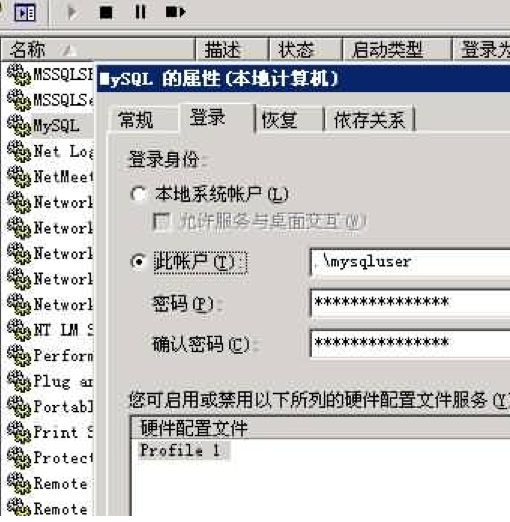 名称 描述 状态 启动类型 登录为
MSSQLSE
MSSQLSe
MySQL
Net Log
NetMeet
Network
Network
Network
Network
Network
NT LM S
Perform
Plug an
Portabl
Print S
Protect
Remote
Remote
MySQL 的属性(本地计算机)
常规 登录 恢复 依存关系
登录身份:
本地系统帐户(L)
允许服务与桌面交互(W)
此帐户(T): .\mysqluser
密码(P): ***************
确认密码(C): ***************
您可启用或禁用以下所列的硬件配置文件服务(Y)
硬件配置文件
Profile 1